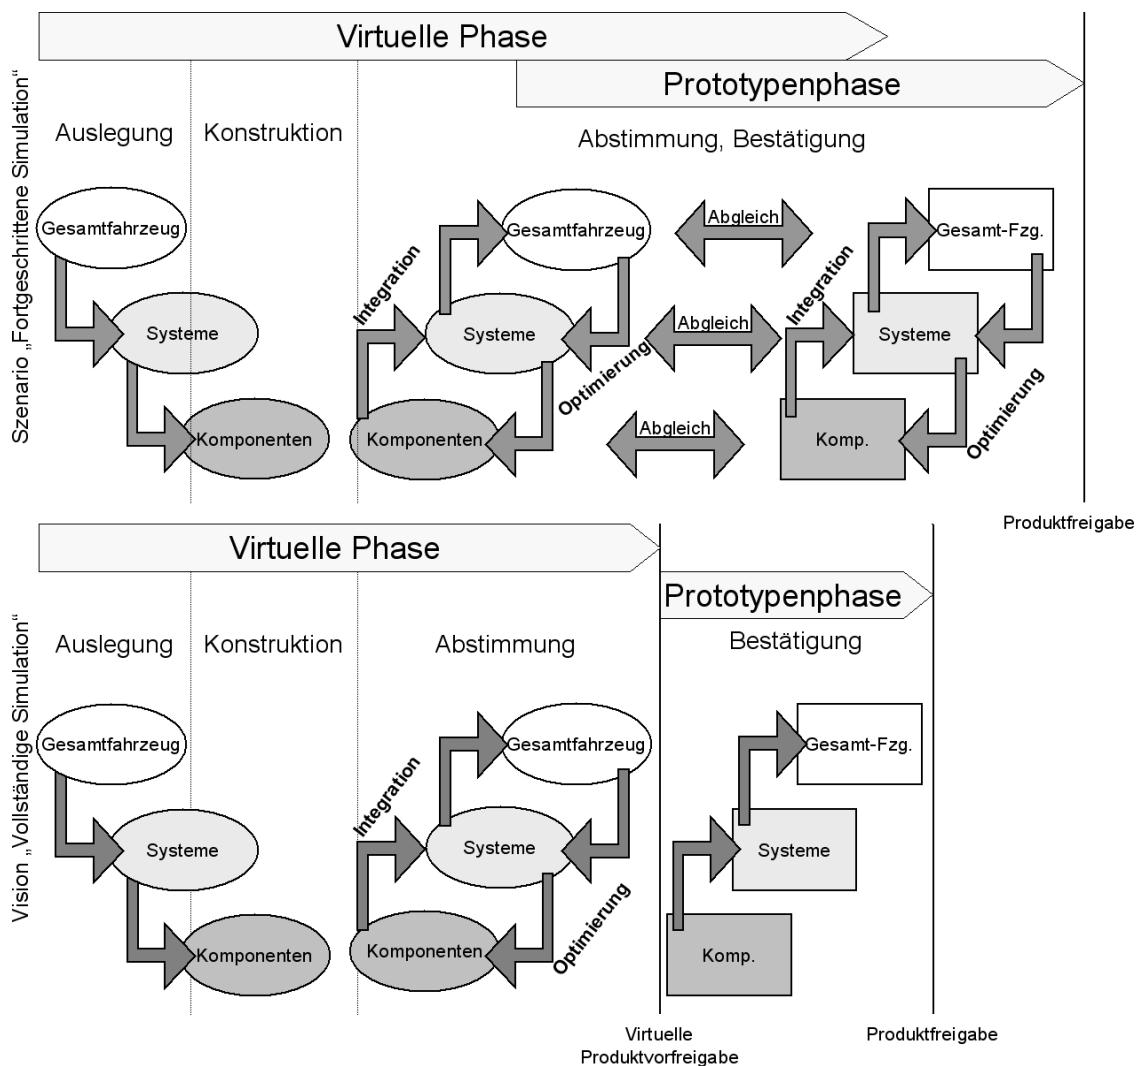 Virtuelle Phase
Prototypenphase
Szenario „Fortgeschrittene Simulation“
Auslegung
Konstruktion
Abstimmung, Bestätigung
Gesamtfahrzeug
Systeme
Komponenten
Integration
Gesamtfahrzeug
Systeme
Komponenten
Optimierung
Abgleich
Abgleich
Abgleich
Integration
Gesamt-Fzg.
Systeme
Komp.
Optimierung
Produktfreigabe
Virtuelle Phase
Prototypenphase
Vision „Vollständige Simulation“
Auslegung
Konstruktion
Abstimmung
Bestätigung
Gesamtfahrzeug
Systeme
Komponenten
Integration
Gesamtfahrzeug
Systeme
Komponenten
Optimierung
Gesamt-Fzg.
Systeme
Komp.
Virtuelle
Produktvorfreigabe
Produktfreigabe